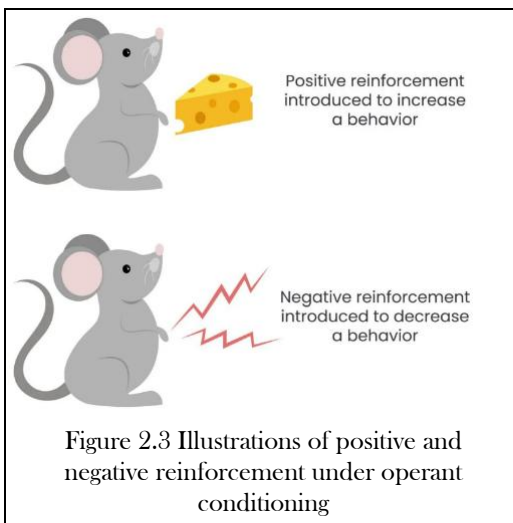 Positive reinforcement
introduced to increase
a behavior
Negative reinforcement
introduced to decrease
a behavior
Figure 2.3 Illustrations of positive and
negative reinforcement under operant
conditioning